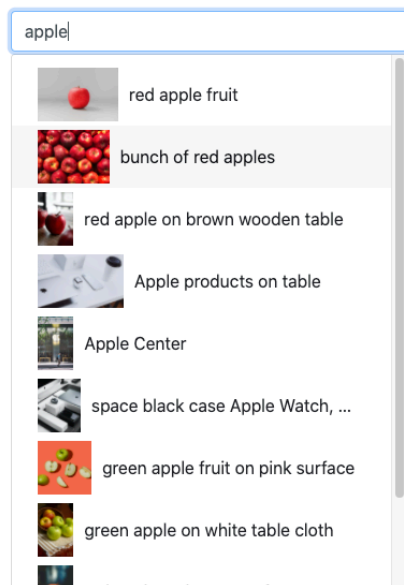 apple
red apple fruit
bunch of red apples
red apple on brown wooden table
Apple products on table
Apple Center
space black case Apple Watch, ...
green apple fruit on pink surface
green apple on white table cloth